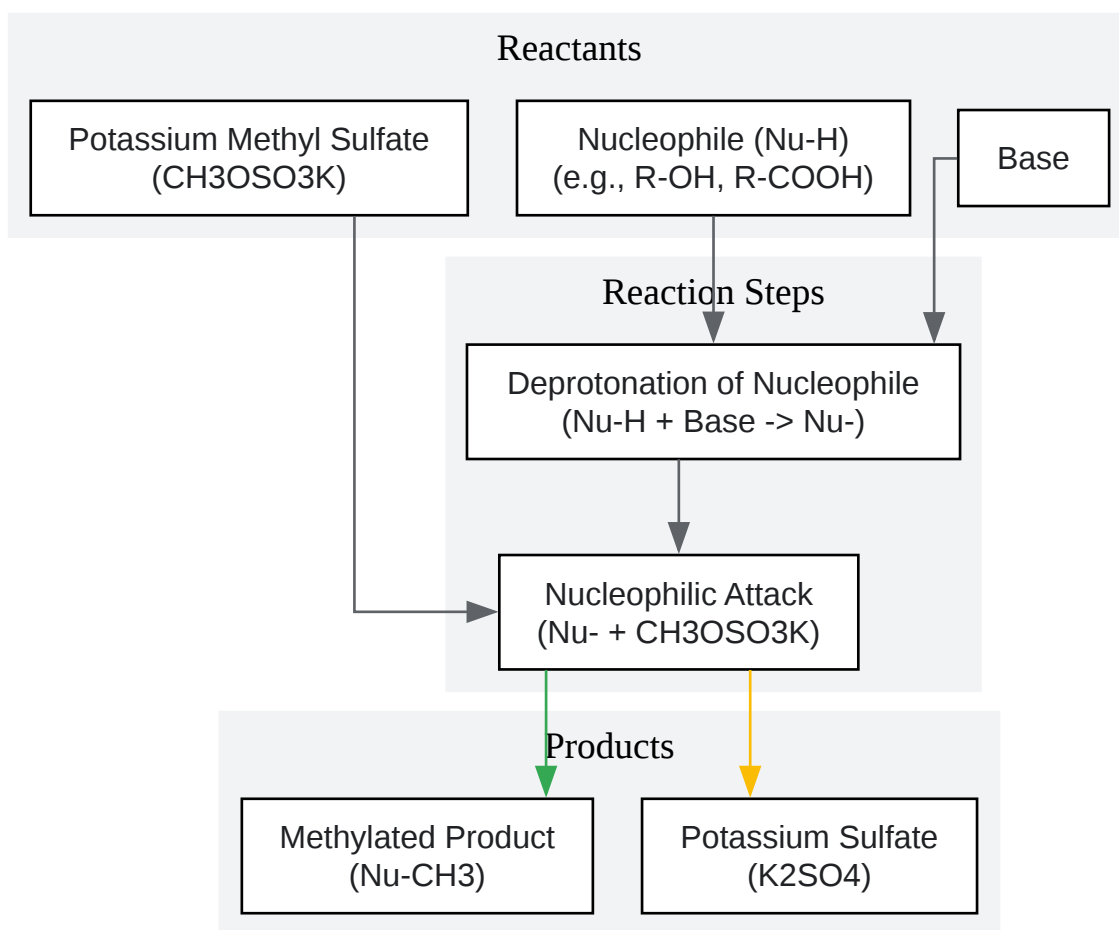 Reactants
Potassium Methyl Sulfate
(CH3OSO3K)
Nucleophile (Nu-H)
(e.g., R-OH, R-COOH)
Base
Reaction Steps
Deprotonation of Nucleophile
(Nu-H + Base -> Nu-)
Nucleophilic Attack
(Nu- + CH3OSO3K)
Products
Methylated Product
(Nu-CH3)
Potassium Sulfate
(K2SO4)